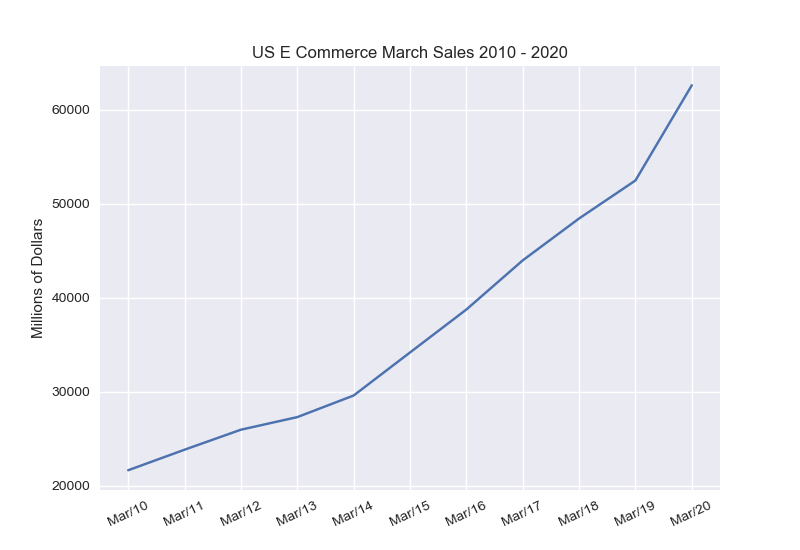 US E Commerce March Sales 2010 - 2020
Millions of Dollars
60000
50000
40000
30000
20000
Mar/10
Mar/11
Mar/12
Mar/13
Mar/14
Mar/15
Mar/16
Mar/17
Mar/18
Mar/19
Mar/20